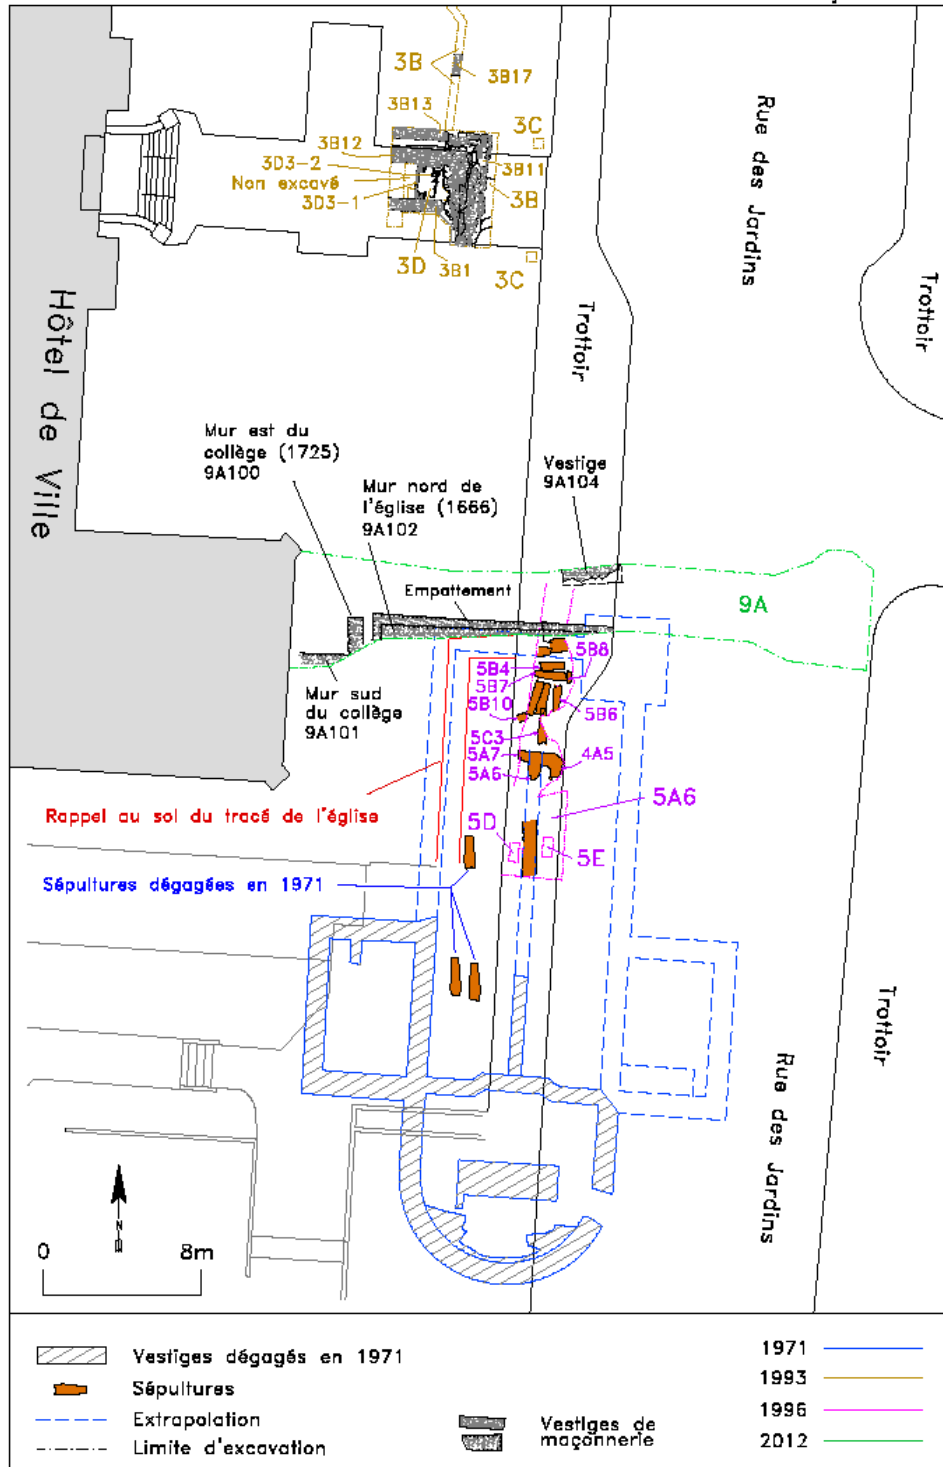 3B
3B17
3B13
3C
3B12
3D3-2
3B11
Non excavé
3D3-1
3B
3D
3B1
3C
Rue des Jardins
Trottoir
Trottoir
Hôtel de Ville
Mur est du
collège (1725)
9A100
Mur nord de
l'église (1666)
9A102
Vestige
9A104
Empattement
9A
5B8
5B4
5B7
5B10
5B6
Mur sud
du collège
9A101
5C3
5A7
4A5
5A6
5A6
Rappel au sol du tracé de l'église
5D
5E
Sépultures dégagées en 1971
Trottoir
Rue des Jardins
N
0 8m
Vestiges dégagés en 1971
Sépultures
Extrapolation
Limite d'excavation
Vestiges de
maçonnerie
1971
1993
1996
2012